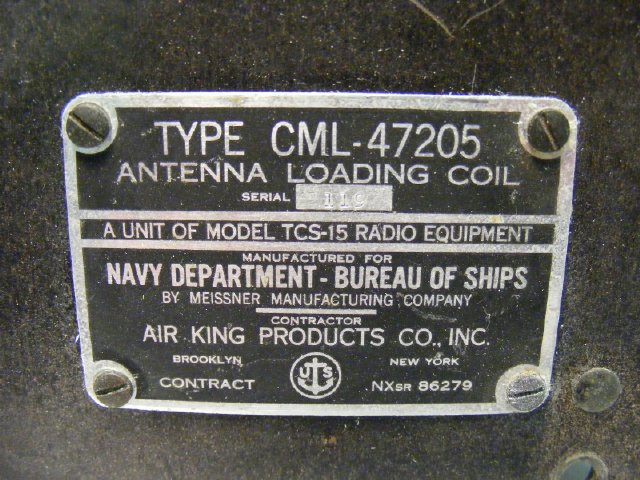 TYPE CML-47205
ANTENNA LOADING COIL
SERIAL
A UNIT OF MODEL TCS-15 RADIO EQUIPMENT
MANUFACTURED FOR
NAVY DEPARTMENT - BUREAU OF SHIPS
BY MEISSNER MANUFACTURING COMPANY
CONTRACTOR
AIR KING PRODUCTS CO., INC.
BROOKLYN NEW YORK
CONTRACT US NXSR 86279